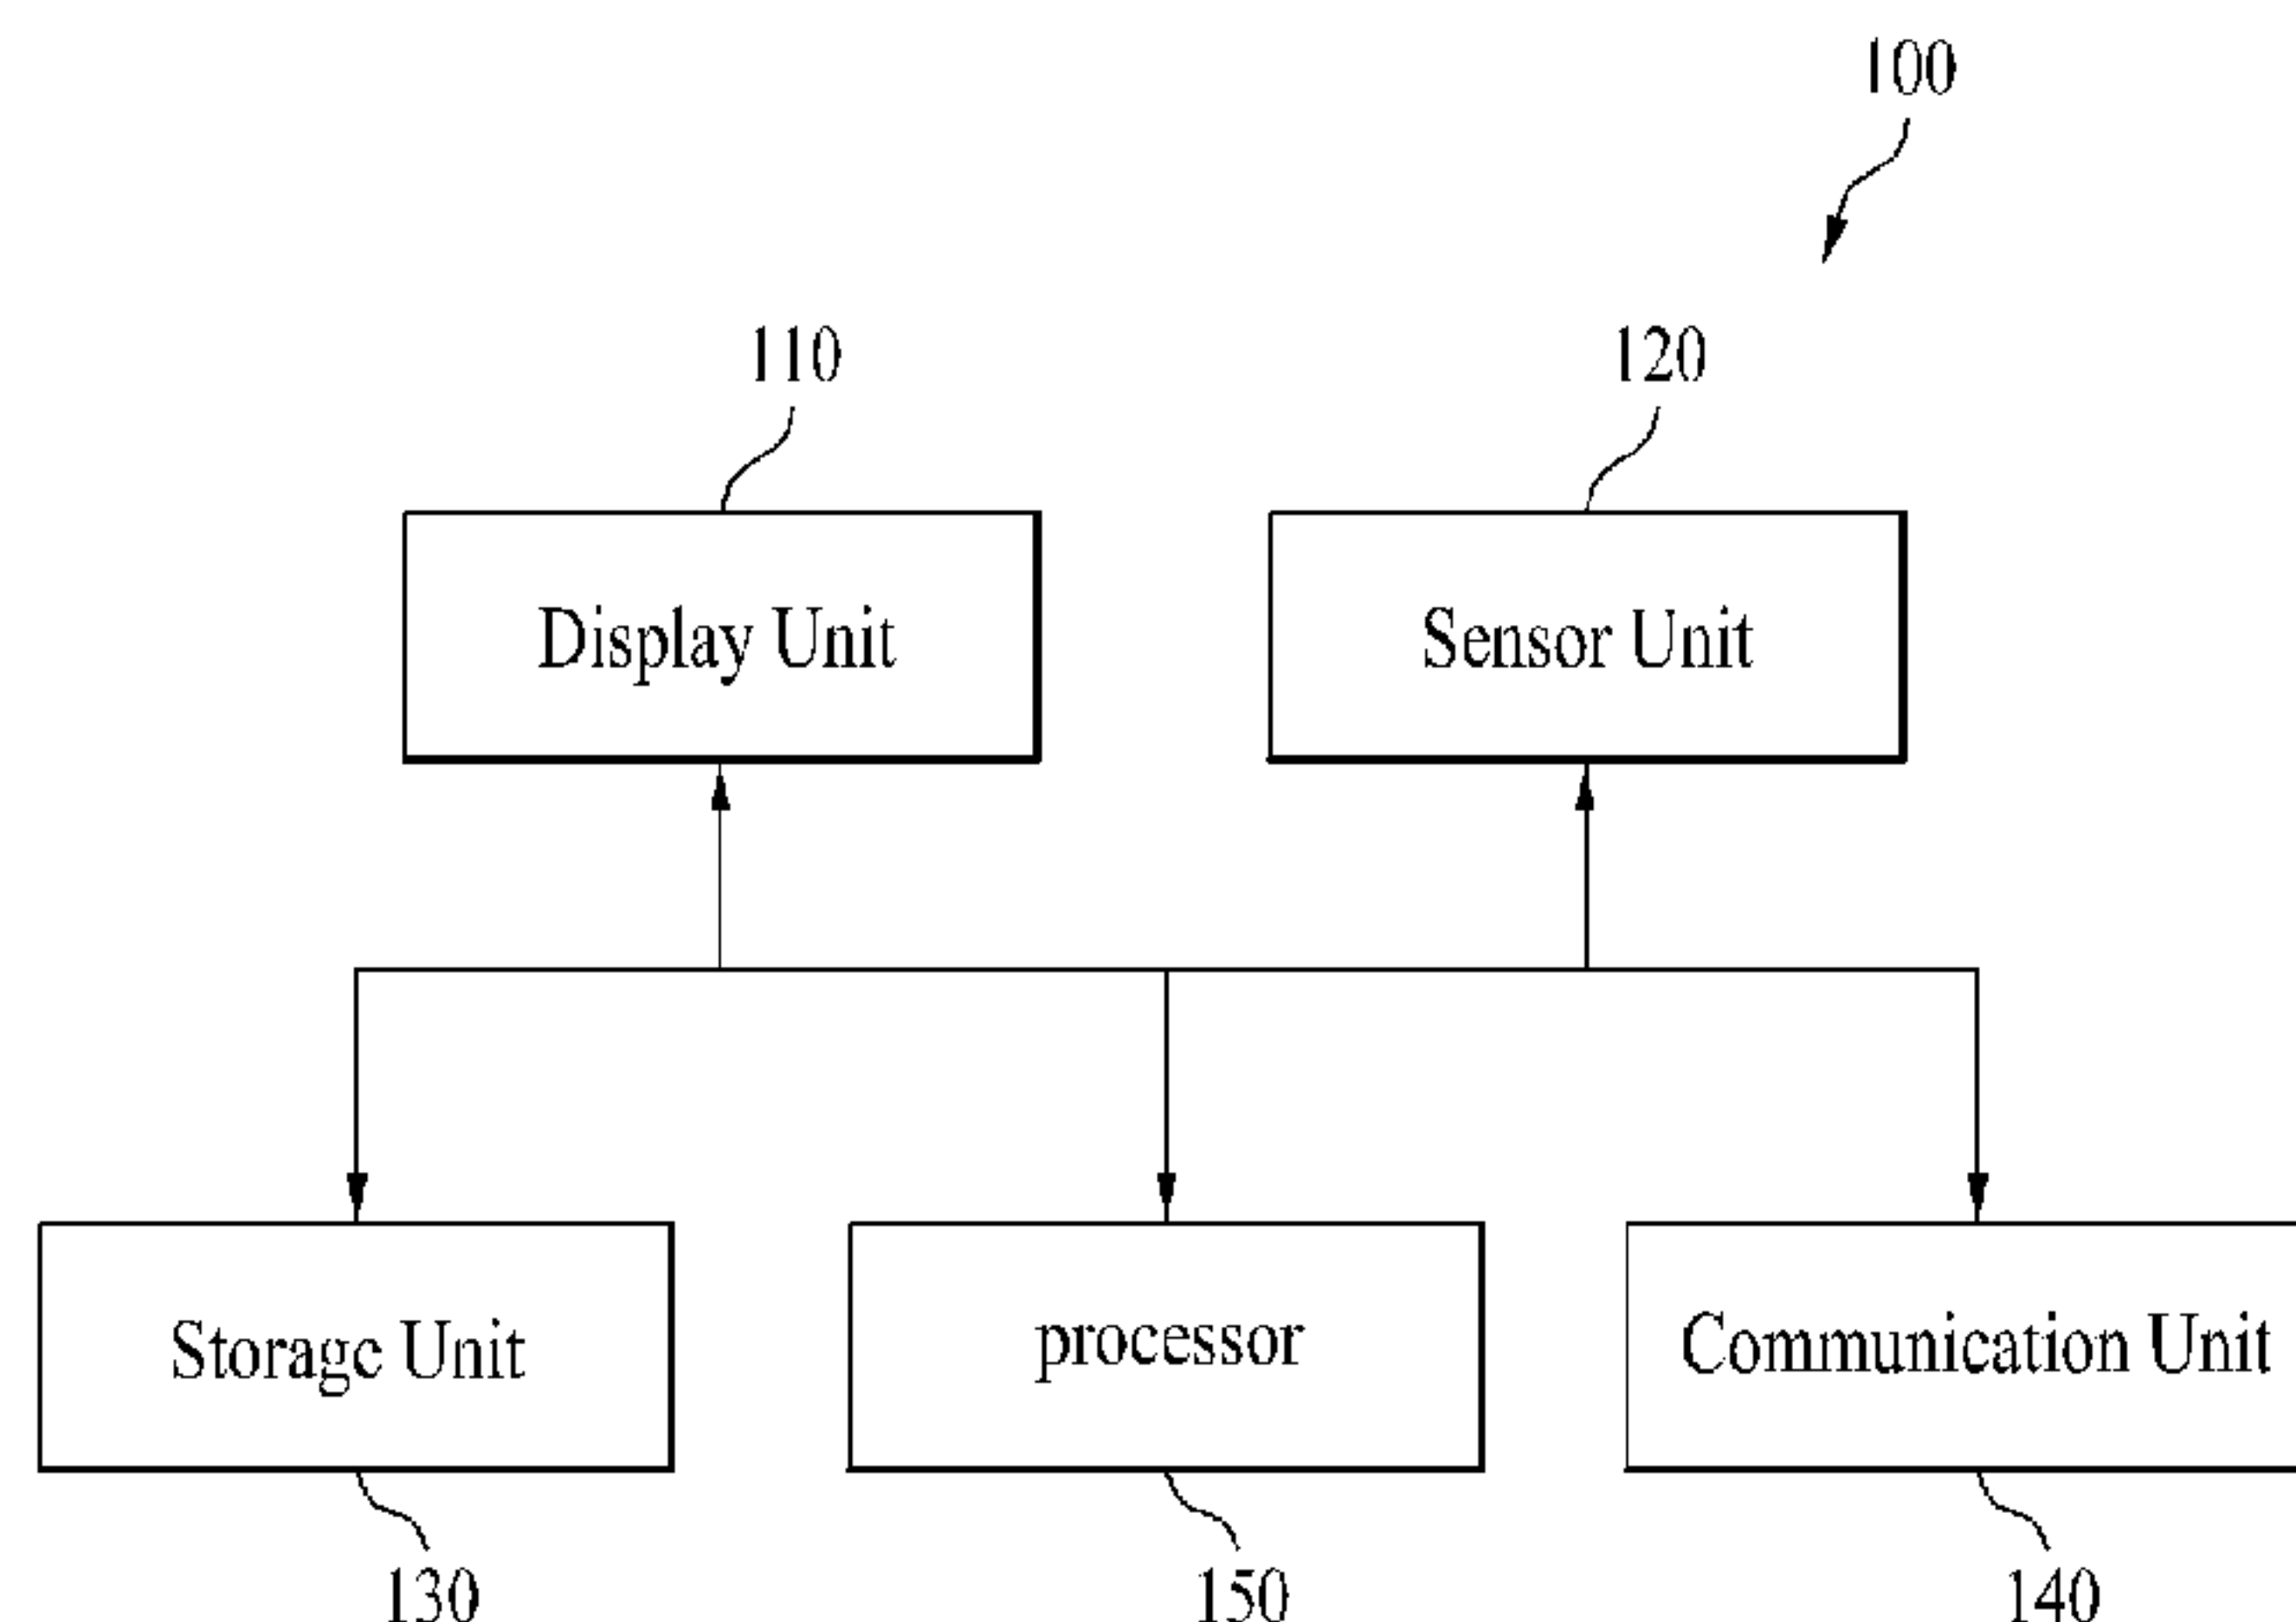 100
110
120
Display Unit
Sensor Unit
Storage Unit
processor
Communication Unit
130
150
140